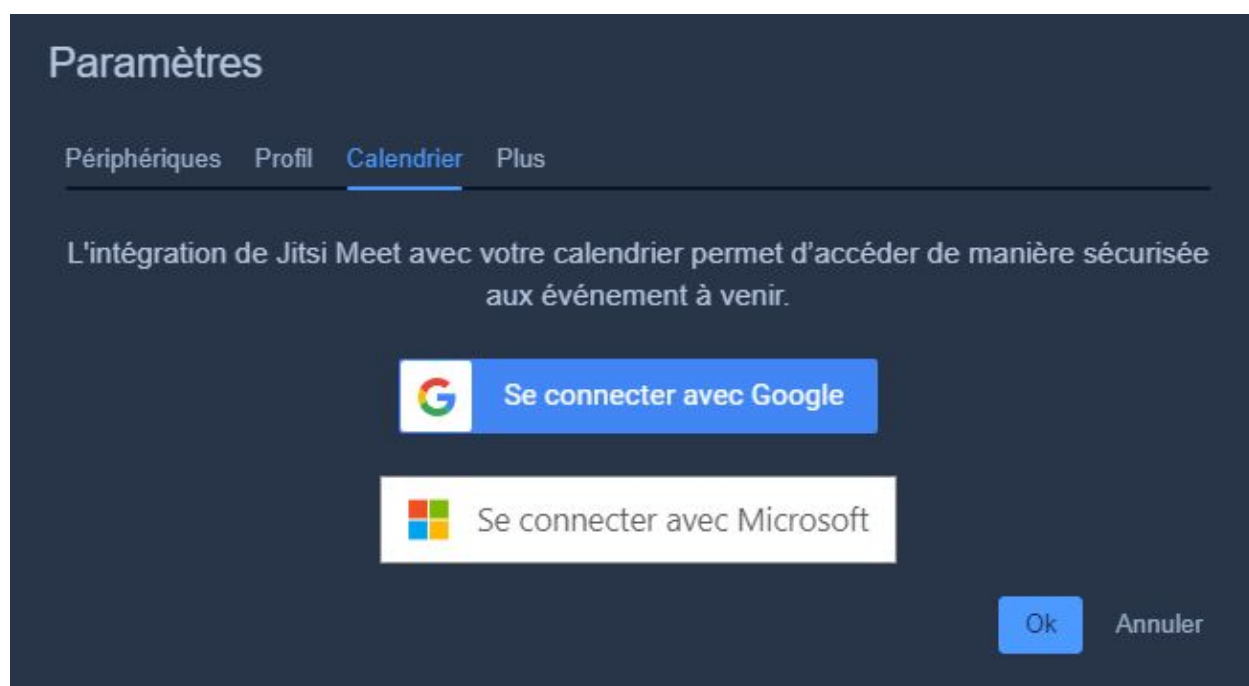 Paramètres
Périphériques Profil Calendrier Plus
L'intégration de Jitsi Meet avec votre calendrier permet d'accéder de manière sécurisée
aux événement à venir.
Se connecter avec Google
Se connecter avec Microsoft
Ok Annuler